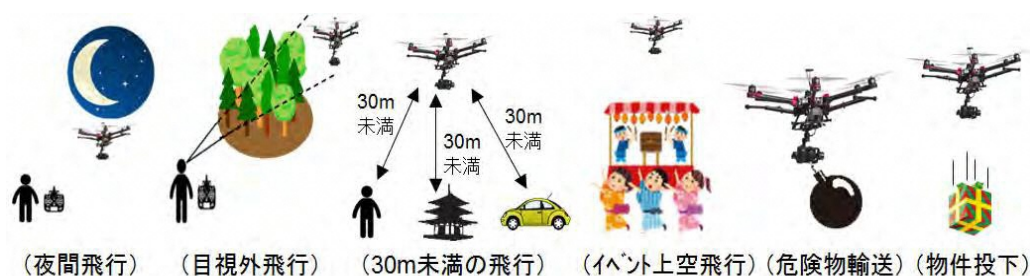 30m
未満
30m
未満
30m
未満
(夜間飛行)
(目視外飛行)
(30m未満の飛行)
(イベント上空飛行)
(危険物輸送)
(物件投下)